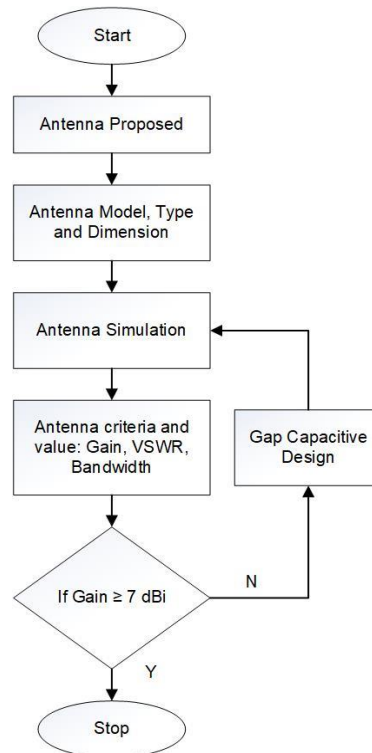 Start
Antenna Proposed
Antenna Model, Type
and Dimension
Antenna Simulation
Antenna criteria and
value: Gain, VSWR,
Bandwidth
Gap Capacitive
Design
If Gain ≥ 7 dBi
N
Y
Stop